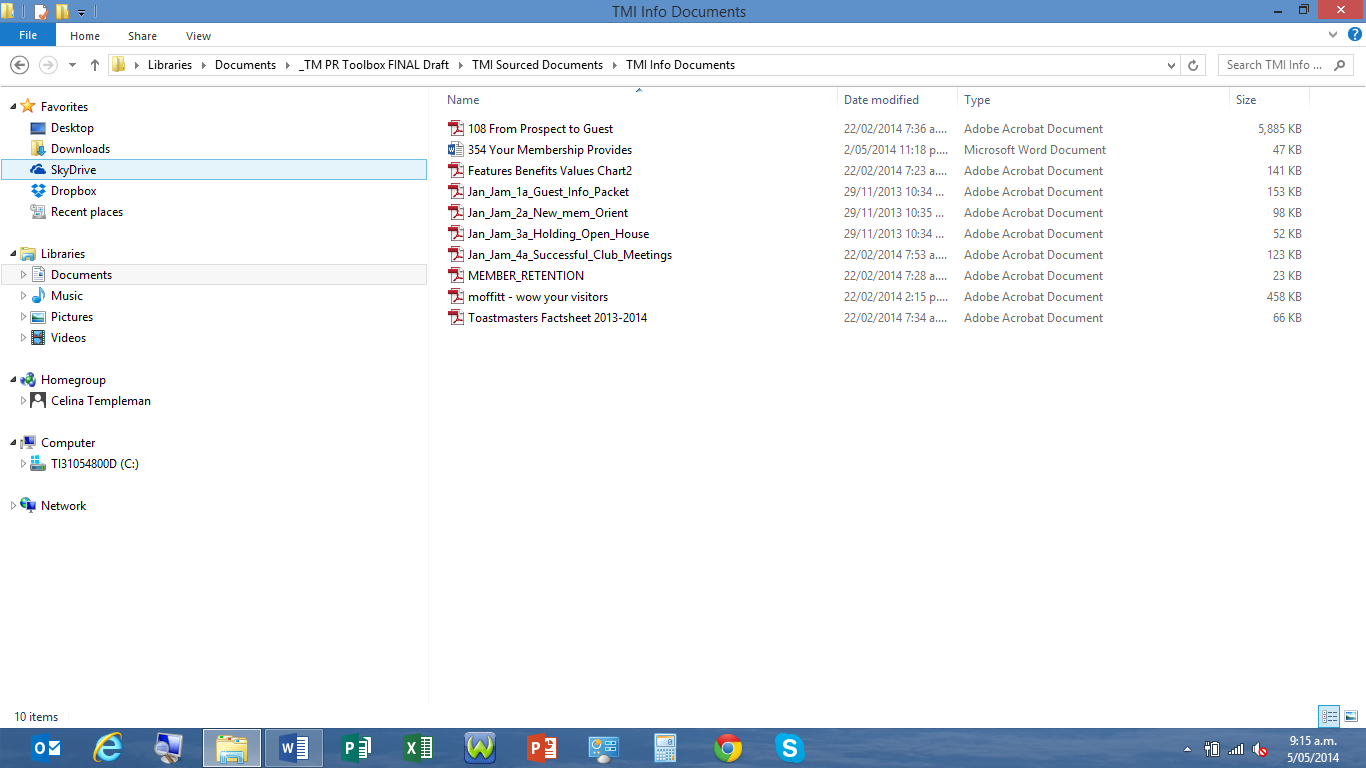 TMI Info Documents
File Home Share View
Libraries Documents _TM PR Toolbox FINAL Draft TMI Sourced Documents TMI Info Documents Search TMI Info ...
Name Date modified Type Size
Favorites
Desktop
Downloads
SkyDrive
Dropbox
Recent places
Libraries
Documents
Music
Pictures
Videos
Homegroup
Celina Templeman
Computer
TI31054800D (C:)
Network
108 From Prospect to Guest 22/02/2014 7:36 a.... Adobe Acrobat Document 5,885 KB
354 Your Membership Provides 2/05/2014 11:18 p.... Microsoft Word Document 47 KB
Features Benefits Values Chart2 22/02/2014 7:23 a.... Adobe Acrobat Document 141 KB
Jan_Jam_1a_Guest_Info_Packet 29/11/2013 10:34 ... Adobe Acrobat Document 153 KB
Jan_Jam_2a_New_mem_Orient 29/11/2013 10:35 ... Adobe Acrobat Document 98 KB
Jan_Jam_3a_Holding_Open_House 29/11/2013 10:34 ... Adobe Acrobat Document 52 KB
Jan_Jam_4a_Successful_Club_Meetings 22/02/2014 7:53 a.... Adobe Acrobat Document 123 KB
MEMBER_RETENTION 22/02/2014 7:28 a.... Adobe Acrobat Document 23 KB
moffitt - wow your visitors 22/02/2014 2:15 p.... Adobe Acrobat Document 458 KB
Toastmasters Factsheet 2013-2014 22/02/2014 7:34 a.... Adobe Acrobat Document 66 KB
10 items
9:15 a.m.
5/05/2014